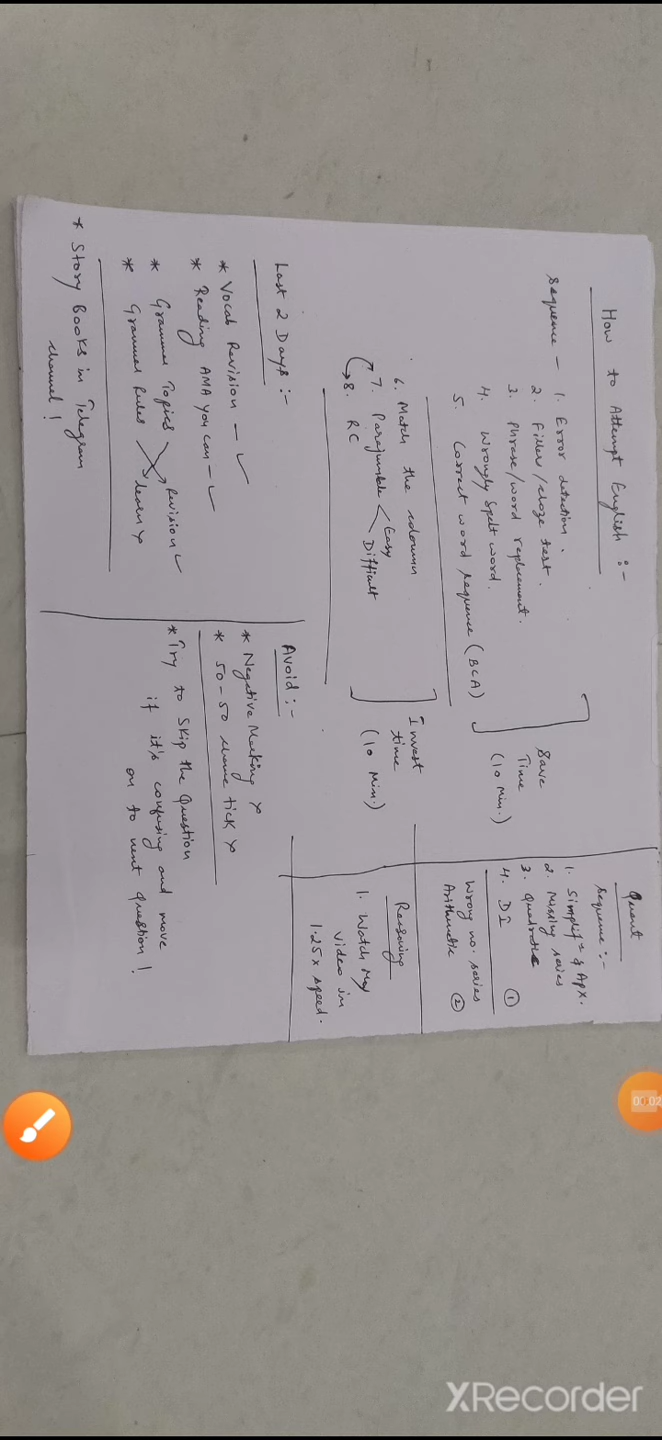 How to Attempt English :-
Sequence - 1. Error detection.
2. Filler/cloze test.
3. Phrase/word replacement.
4. Wrongly spelt word.
5. Correct word sequence (BCA)
Save
Time
(10 Min.)
6. Match the column
7. Parajumble < Easy
Difficult
8. RC
Invest
time
(10 Min.)
Last 2 Days :-
* Vocab Revision - ✓
* Reading AMA you can - ✓
* Grammar Topics Revision ✓
* Grammar Rules learn ×
* Story Books in Telegram
channel!
Avoid :-
* Negative Marking ×
* 50-50 chance tick ×
* Try to Skip the Question
if it's confusing and move
on to next question!
Quant
Sequence :-
1. Simplifn & Apx.
2. Missing series
3. Quadratic
4. DI ①
Wrong no. series
Arithmetic ②
Reasoning
1. Watch My
Video in
1.25x speed.
00:02
XRecorder